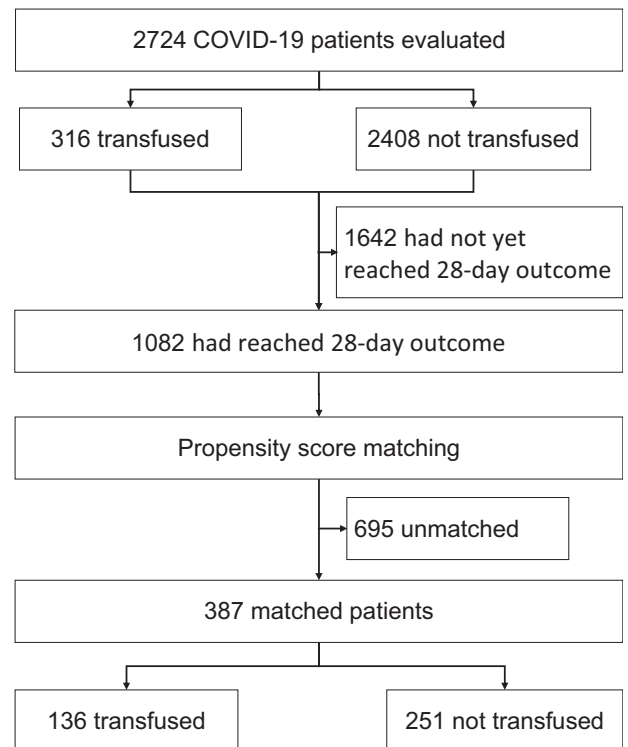 2724 COVID-19 patients evaluated
316 transfused
2408 not transfused
1642 had not yet
reached 28-day outcome
1082 had reached 28-day outcome
Propensity score matching
695 unmatched
387 matched patients
136 transfused
251 not transfused